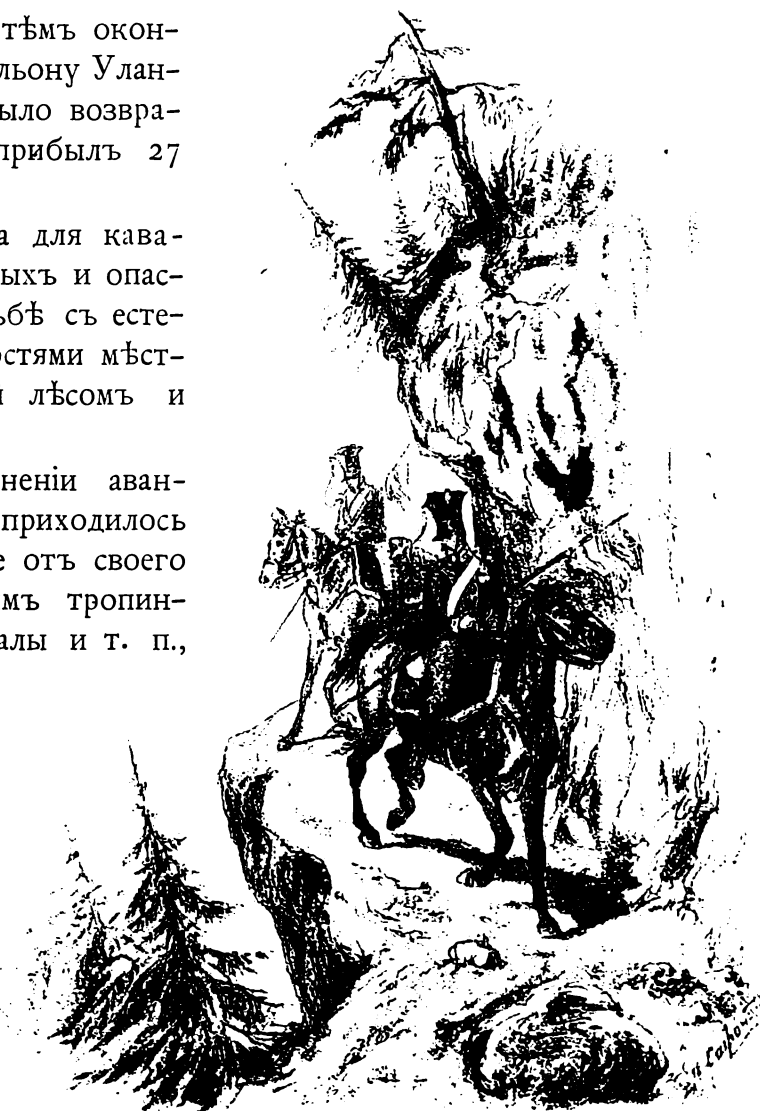 тѣмъ окон-
льону Улан-
ыло возвра-
прибылъ 27
а для кава-
ыхъ и опас-
ьбѣ съ есте-
остями мѣст-
лѣсомъ и
неніи аван-
приходилось
е отъ своего
мъ тропин-
алы и т. п.,